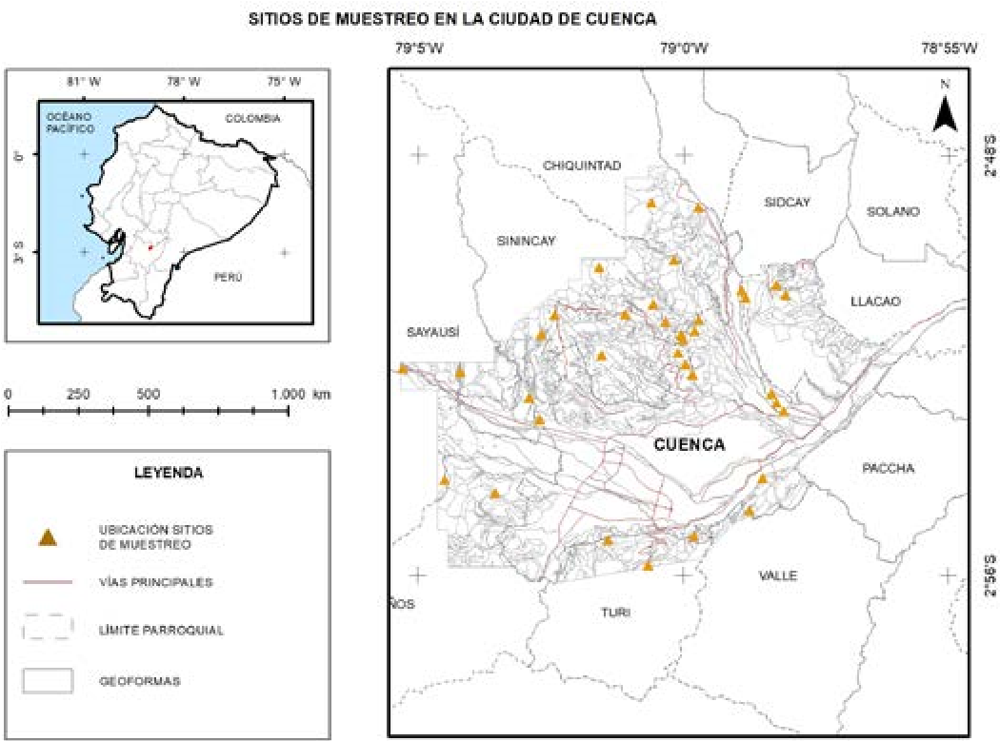 SITIOS DE MUESTREO EN LA CIUDAD DE CUENCA
79°5'W
79°0'W
78°55'W
81° W
78° W
75° W
OCÉANO
PACÍFICO
COLOMBIA
0°
3° S
PERÚ
0
250
500
1.000 km
LEYENDA
UBICACIÓN SITIOS
DE MUESTREO
VÍAS PRINCIPALES
LÍMITE PARROQUIAL
GEOFORMAS
N
2°48'S
CHIQUINTAD
SIDCAY
SOLANO
SININCAY
LLACAO
SAYAUSÍ
CUENCA
PACCHA
2°56'S
VALLE
ÑOS
TURI